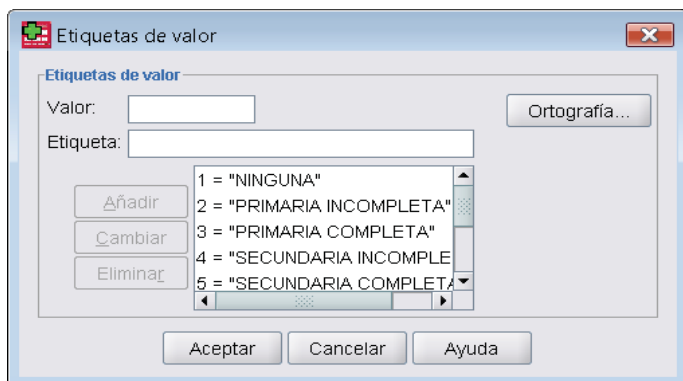 Etiquetas de valor
Etiquetas de valor
Valor:
Ortografía...
Etiqueta:
Añadir
Cambiar
Eliminar
1 = "NINGUNA"
2 = "PRIMARIA INCOMPLETA"
3 = "PRIMARIA COMPLETA"
4 = "SECUNDARIA INCOMPLE
5 = "SECUNDARIA COMPLETA
Aceptar
Cancelar
Ayuda